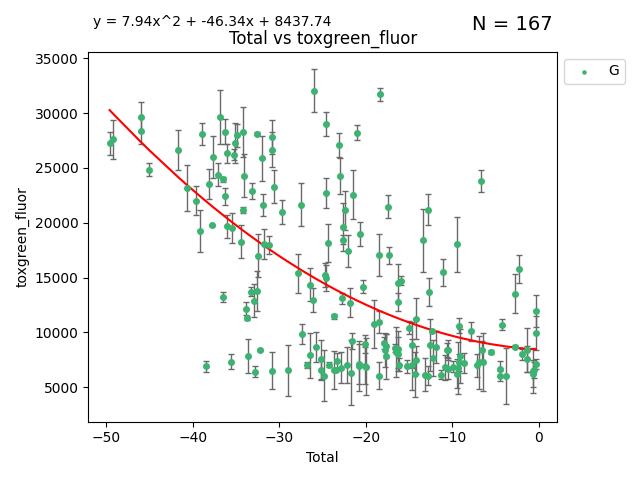 y = 7.94x^2 + -46.34x + 8437.74
N = 167
Total vs toxgreen_fluor
G
35000
30000
25000
20000
15000
10000
5000
toxgreen_fluor
−50 −40 −30 −20 −10 0
Total